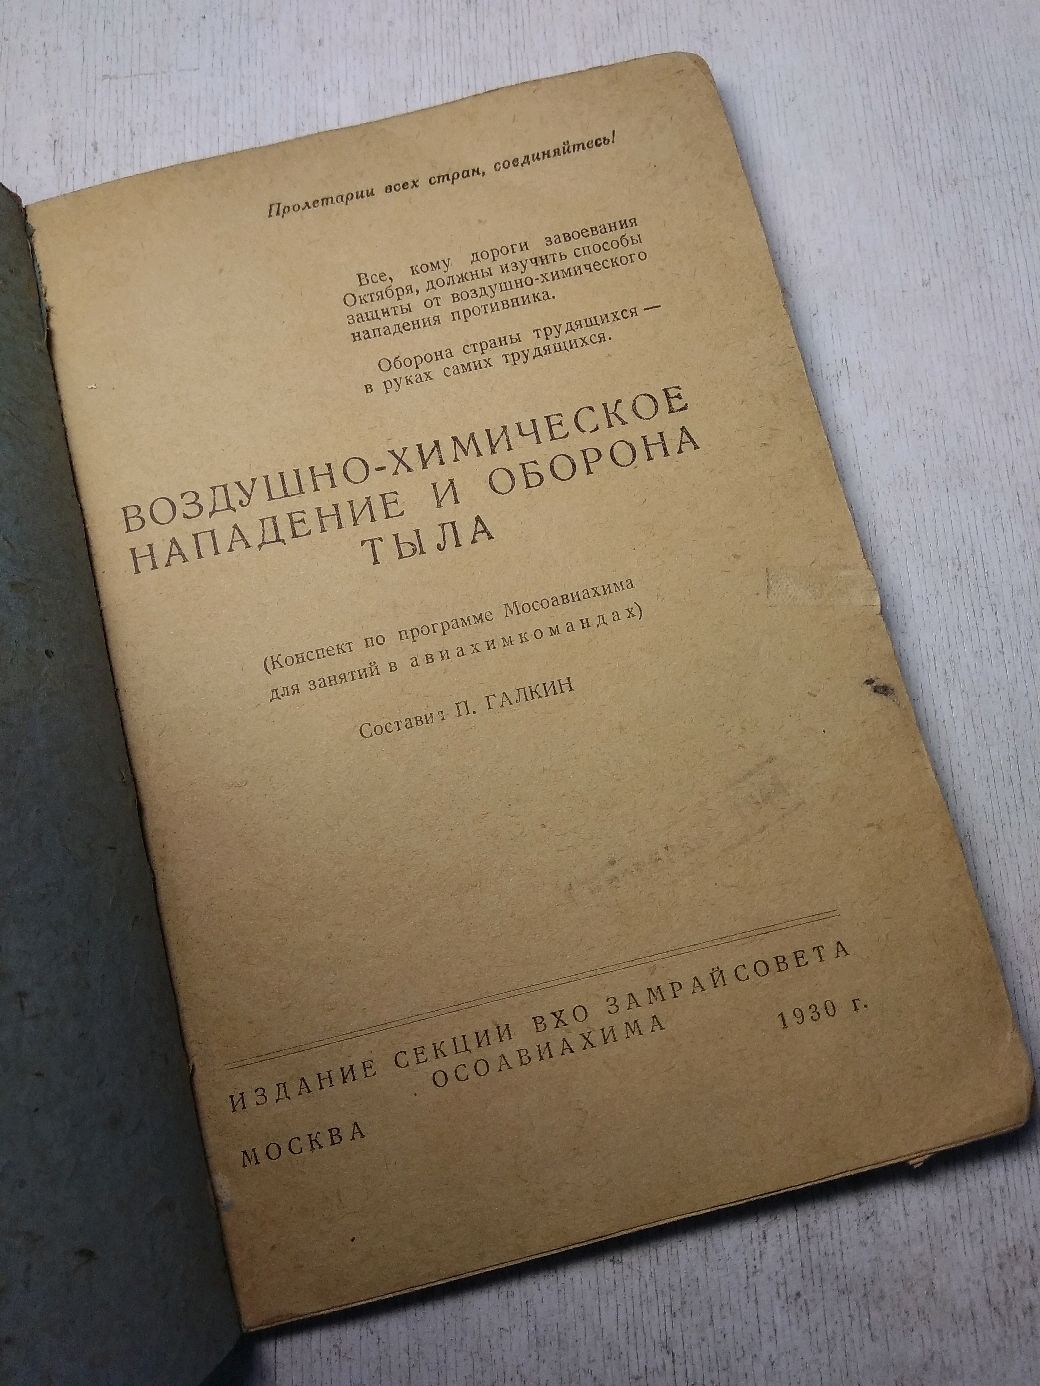 Пролетарии всех стран, соединяйтесь!
Все, кому дороги завоевания
Октября, должны изучить способы
защиты от воздушно-химического
нападения противника.
Оборона страны трудящихся —
в руках самих трудящихся.
ВОЗДУШНО-ХИМИЧЕСКОЕ
НАПАДЕНИЕ И ОБОРОНА
ТЫЛА
(Конспект по программе Мосоавиахима
для занятий в авиахимкомандах)
Составил П. ГАЛКИН
ИЗДАНИЕ СЕКЦИИ ВХО ЗАМРАЙСОВЕТА
ОСОАВИАХИМА
МОСКВА 1930 г.